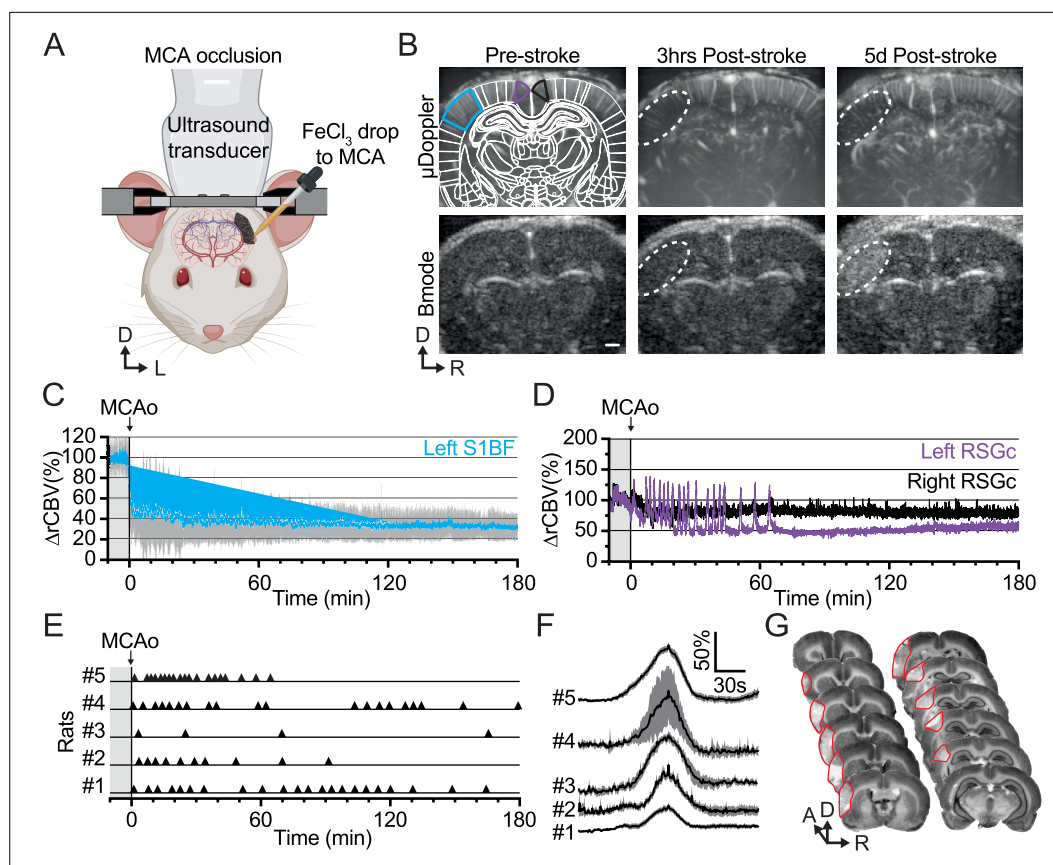 A
MCA occlusion
Ultrasound
transducer
FeCl3 drop
to MCA
D
L
B
Pre-stroke
3hrs Post-stroke
5d Post-stroke
µDoppler
Bmode
D
R
C
MCAo
Left S1BF
ΔrCBV(%)
120
100
80
60
40
20
0
0
60
120
180
Time (min)
D
MCAo
Left RSGc
Right RSGc
ΔrCBV(%)
200
150
100
50
0
0
60
120
180
Time (min)
E
MCAo
Rats
#5
#4
#3
#2
#1
0
60
120
180
Time (min)
F
50%
30s
#5
#4
#3
#2
#1
G
A
D
R